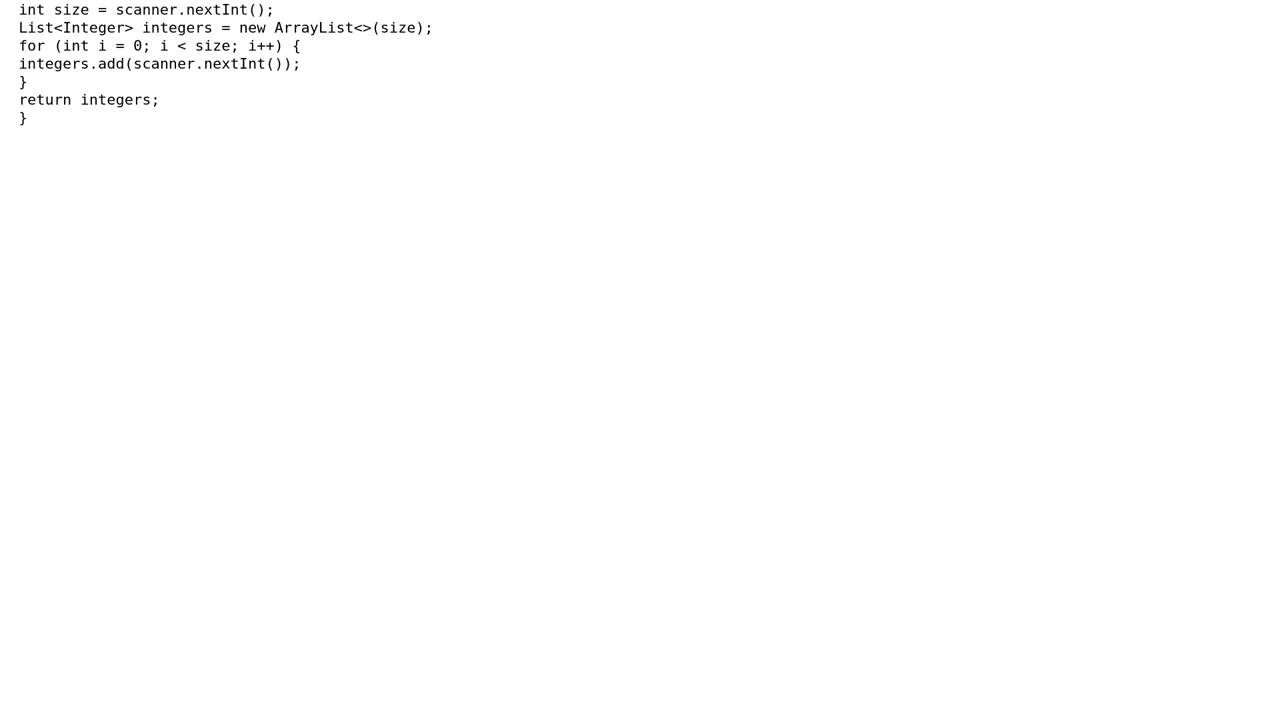 int size = scanner.nextInt();
List<Integer> integers = new ArrayList<>(size);
for (int i = 0; i < size; i++) {
integers.add(scanner.nextInt());
}
return integers;
}